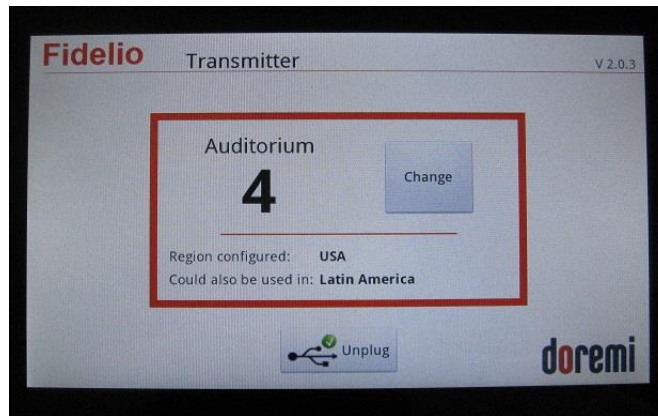 Fidelio Transmitter V 2.0.3
Auditorium
4
Change
Region configured: USA
Could also be used in: Latin America
Unplug
doremi